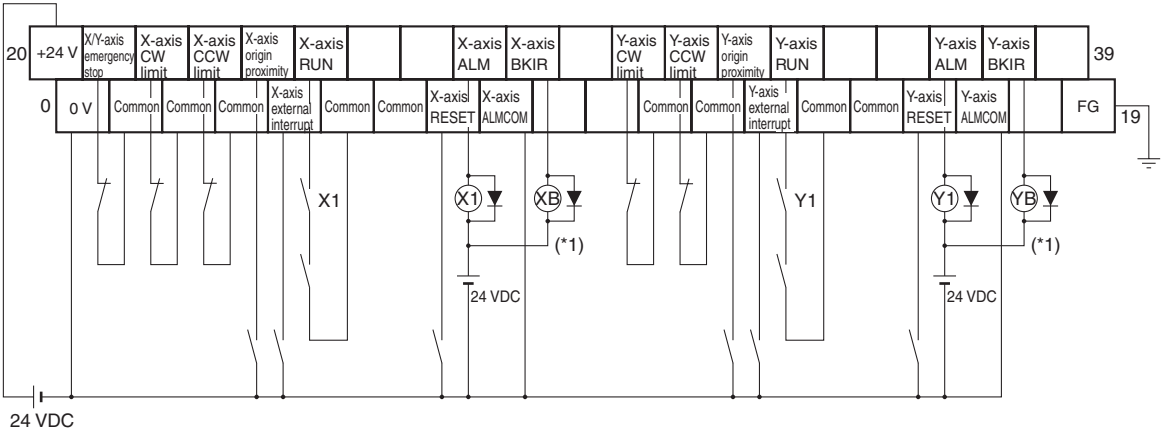 20
+24 V
X/Y-axis
emergency
stop
X-axis
CW
limit
X-axis
CCW
limit
X-axis
origin
proximity
X-axis
RUN
X-axis
ALM
X-axis
BKIR
Y-axis
CW
limit
Y-axis
CCW
limit
Y-axis
origin
proximity
Y-axis
RUN
Y-axis
ALM
Y-axis
BKIR
39
0
0 V
Common
Common
Common
X-axis
external
interrupt
Common
Common
X-axis
RESET
X-axis
ALMCOM
Common
Common
Y-axis
external
interrupt
Common
Common
Y-axis
RESET
Y-axis
ALMCOM
FG
19
X1
X1
XB
(*1)
24 VDC
Y1
Y1
YB
(*1)
24 VDC
24 VDC